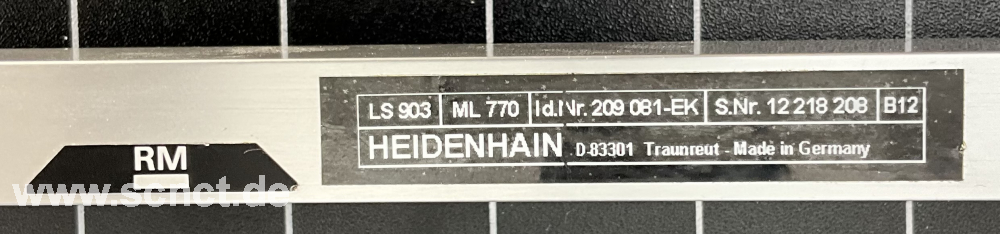 LS 903 ML 770 Id.Nr. 209 081-EK S.Nr. 12 218 208 B12
HEIDENHAIN D-83301 Traunreut - Made in Germany
RM
www.scnct.de